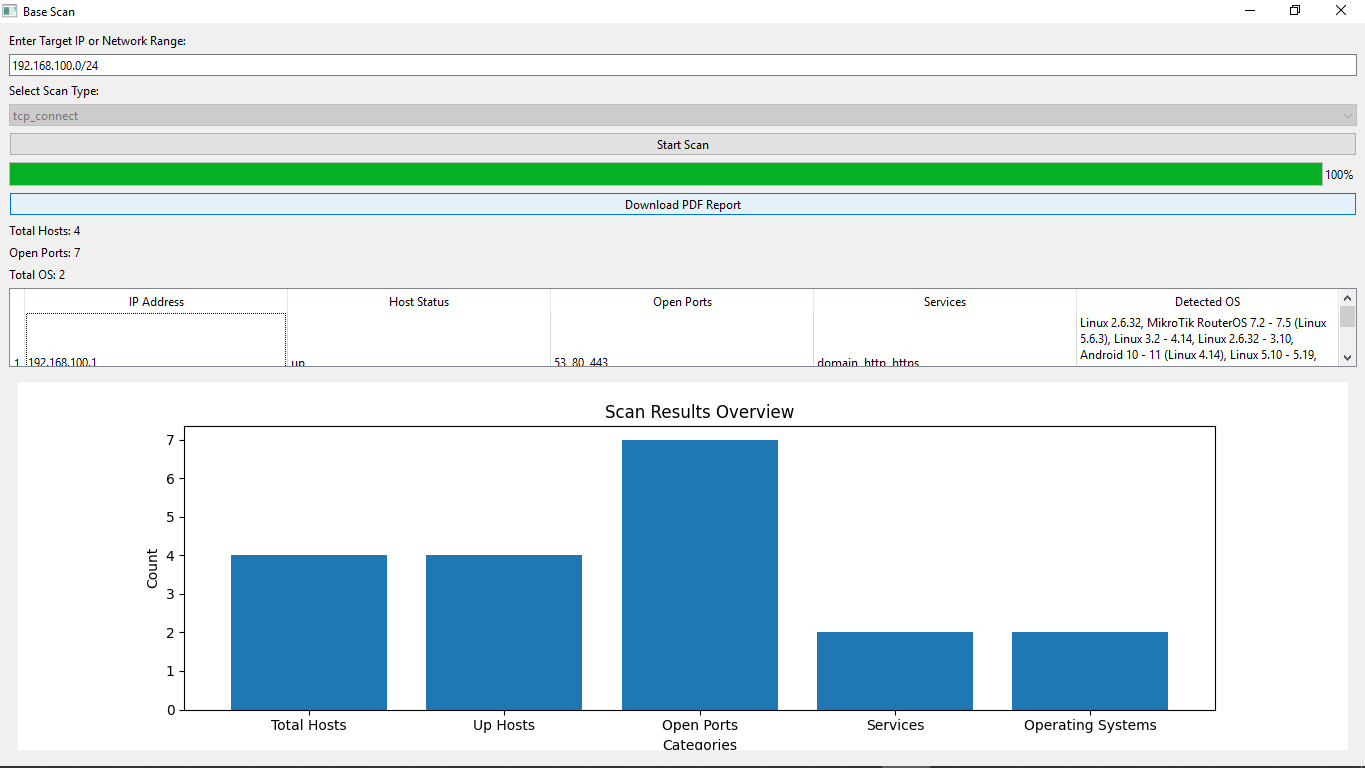 Base Scan
Enter Target IP or Network Range:
192.168.100.0/24
Select Scan Type:
tcp_connect
Start Scan
100%
Download PDF Report
Total Hosts: 4
Open Ports: 7
Total OS: 2
IP Address Host Status Open Ports Services Detected OS
Linux 2.6.32, MikroTik RouterOS 7.2 - 7.5 (Linux
5.6.3), Linux 3.2 - 4.14, Linux 2.6.32 - 3.10,
Android 10 - 11 (Linux 4.14), Linux 5.10 - 5.19,
1 192.168.100.1 up 53, 80, 443 domain, http, https
Scan Results Overview
7
6
5
4
3
2
1
0
Count
Total Hosts Up Hosts Open Ports Services Operating Systems
Categories